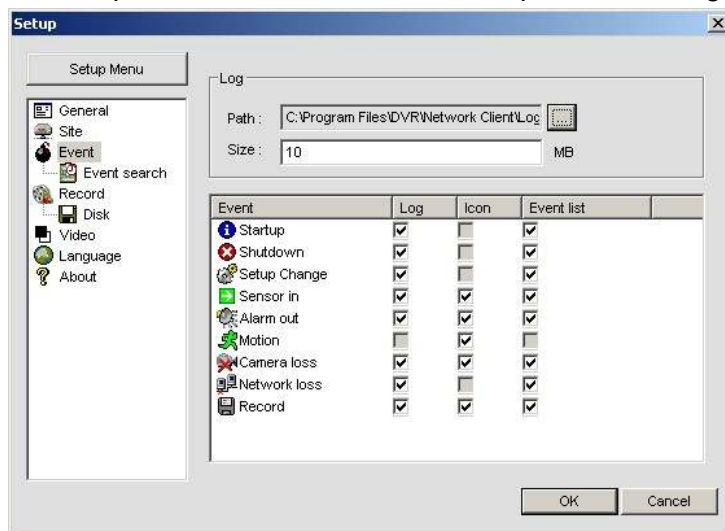 Setup
Setup Menu
General
Site
Event
Event search
Record
Disk
Video
Language
About
Log
Path : C:\Program Files\DVR\Network Client\Log ...
Size : 10 MB
Event Log Icon Event list
Startup
Shutdown
Setup Change
Sensor in
Alarm out
Motion
Camera loss
Network loss
Record
OK Cancel